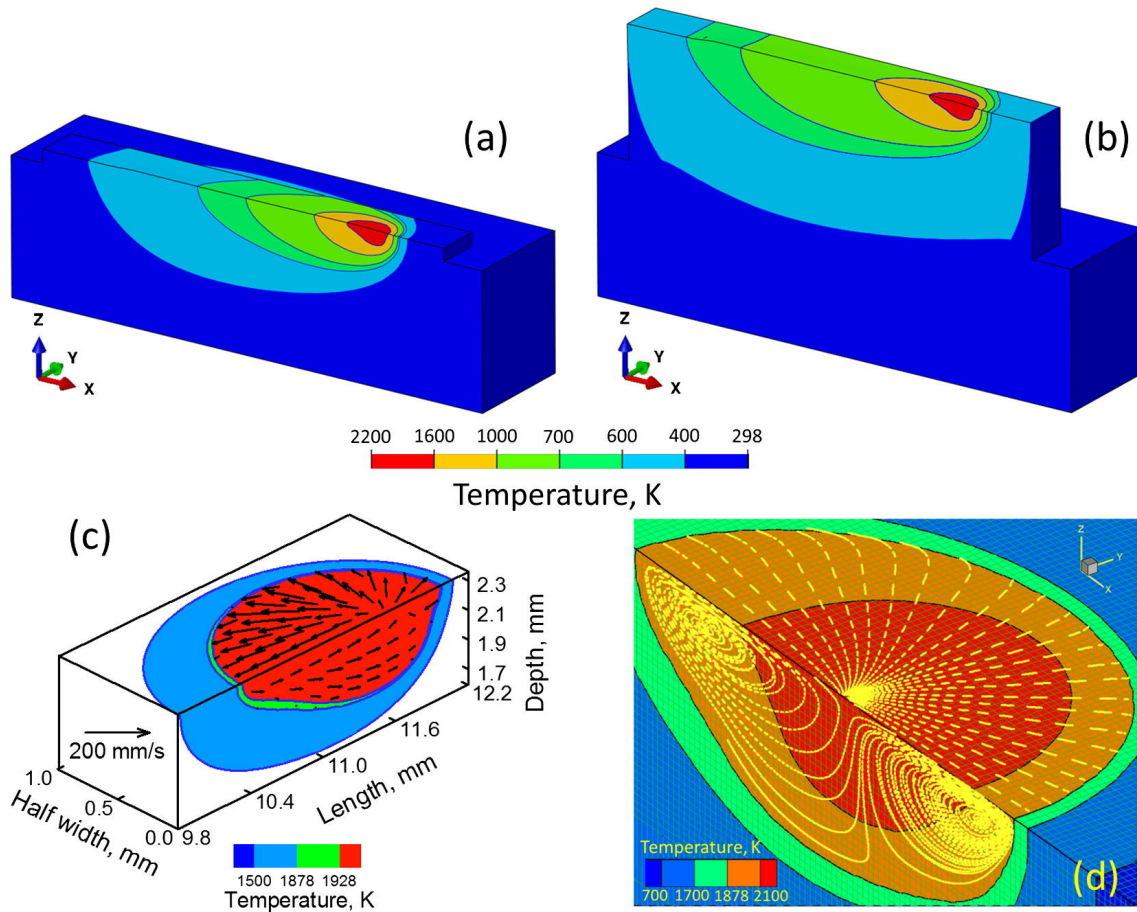 (a)
(b)
Z
Y
X
Z
Y
X
2200 1600 1000 700 600 400 298
Temperature, K
(c)
2.3
2.1
1.9
1.7
12.2
Depth, mm
11.6
11.0
10.4
9.8
Length, mm
200 mm/s
1.0
0.5
0.0
Half width, mm
1500 1878 1928
Temperature, K
Z
Y
X
Temperature, K
700 1700 1878 2100
(d)